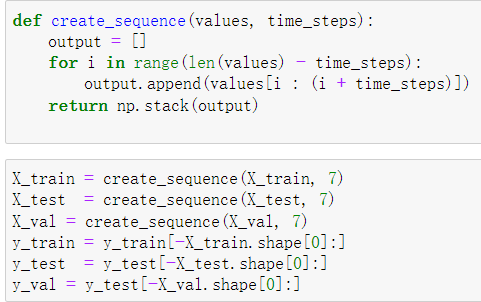 def create_sequence(values, time_steps):
    output = []
    for i in range(len(values) - time_steps):
        output.append(values[i : (i + time_steps)])
    return np.stack(output)
X_train = create_sequence(X_train, 7)
X_test  = create_sequence(X_test, 7)
X_val = create_sequence(X_val, 7)
y_train = y_train[-X_train.shape[0]:]
y_test  = y_test[-X_test.shape[0]:]
y_val = y_test[-X_val.shape[0]:]